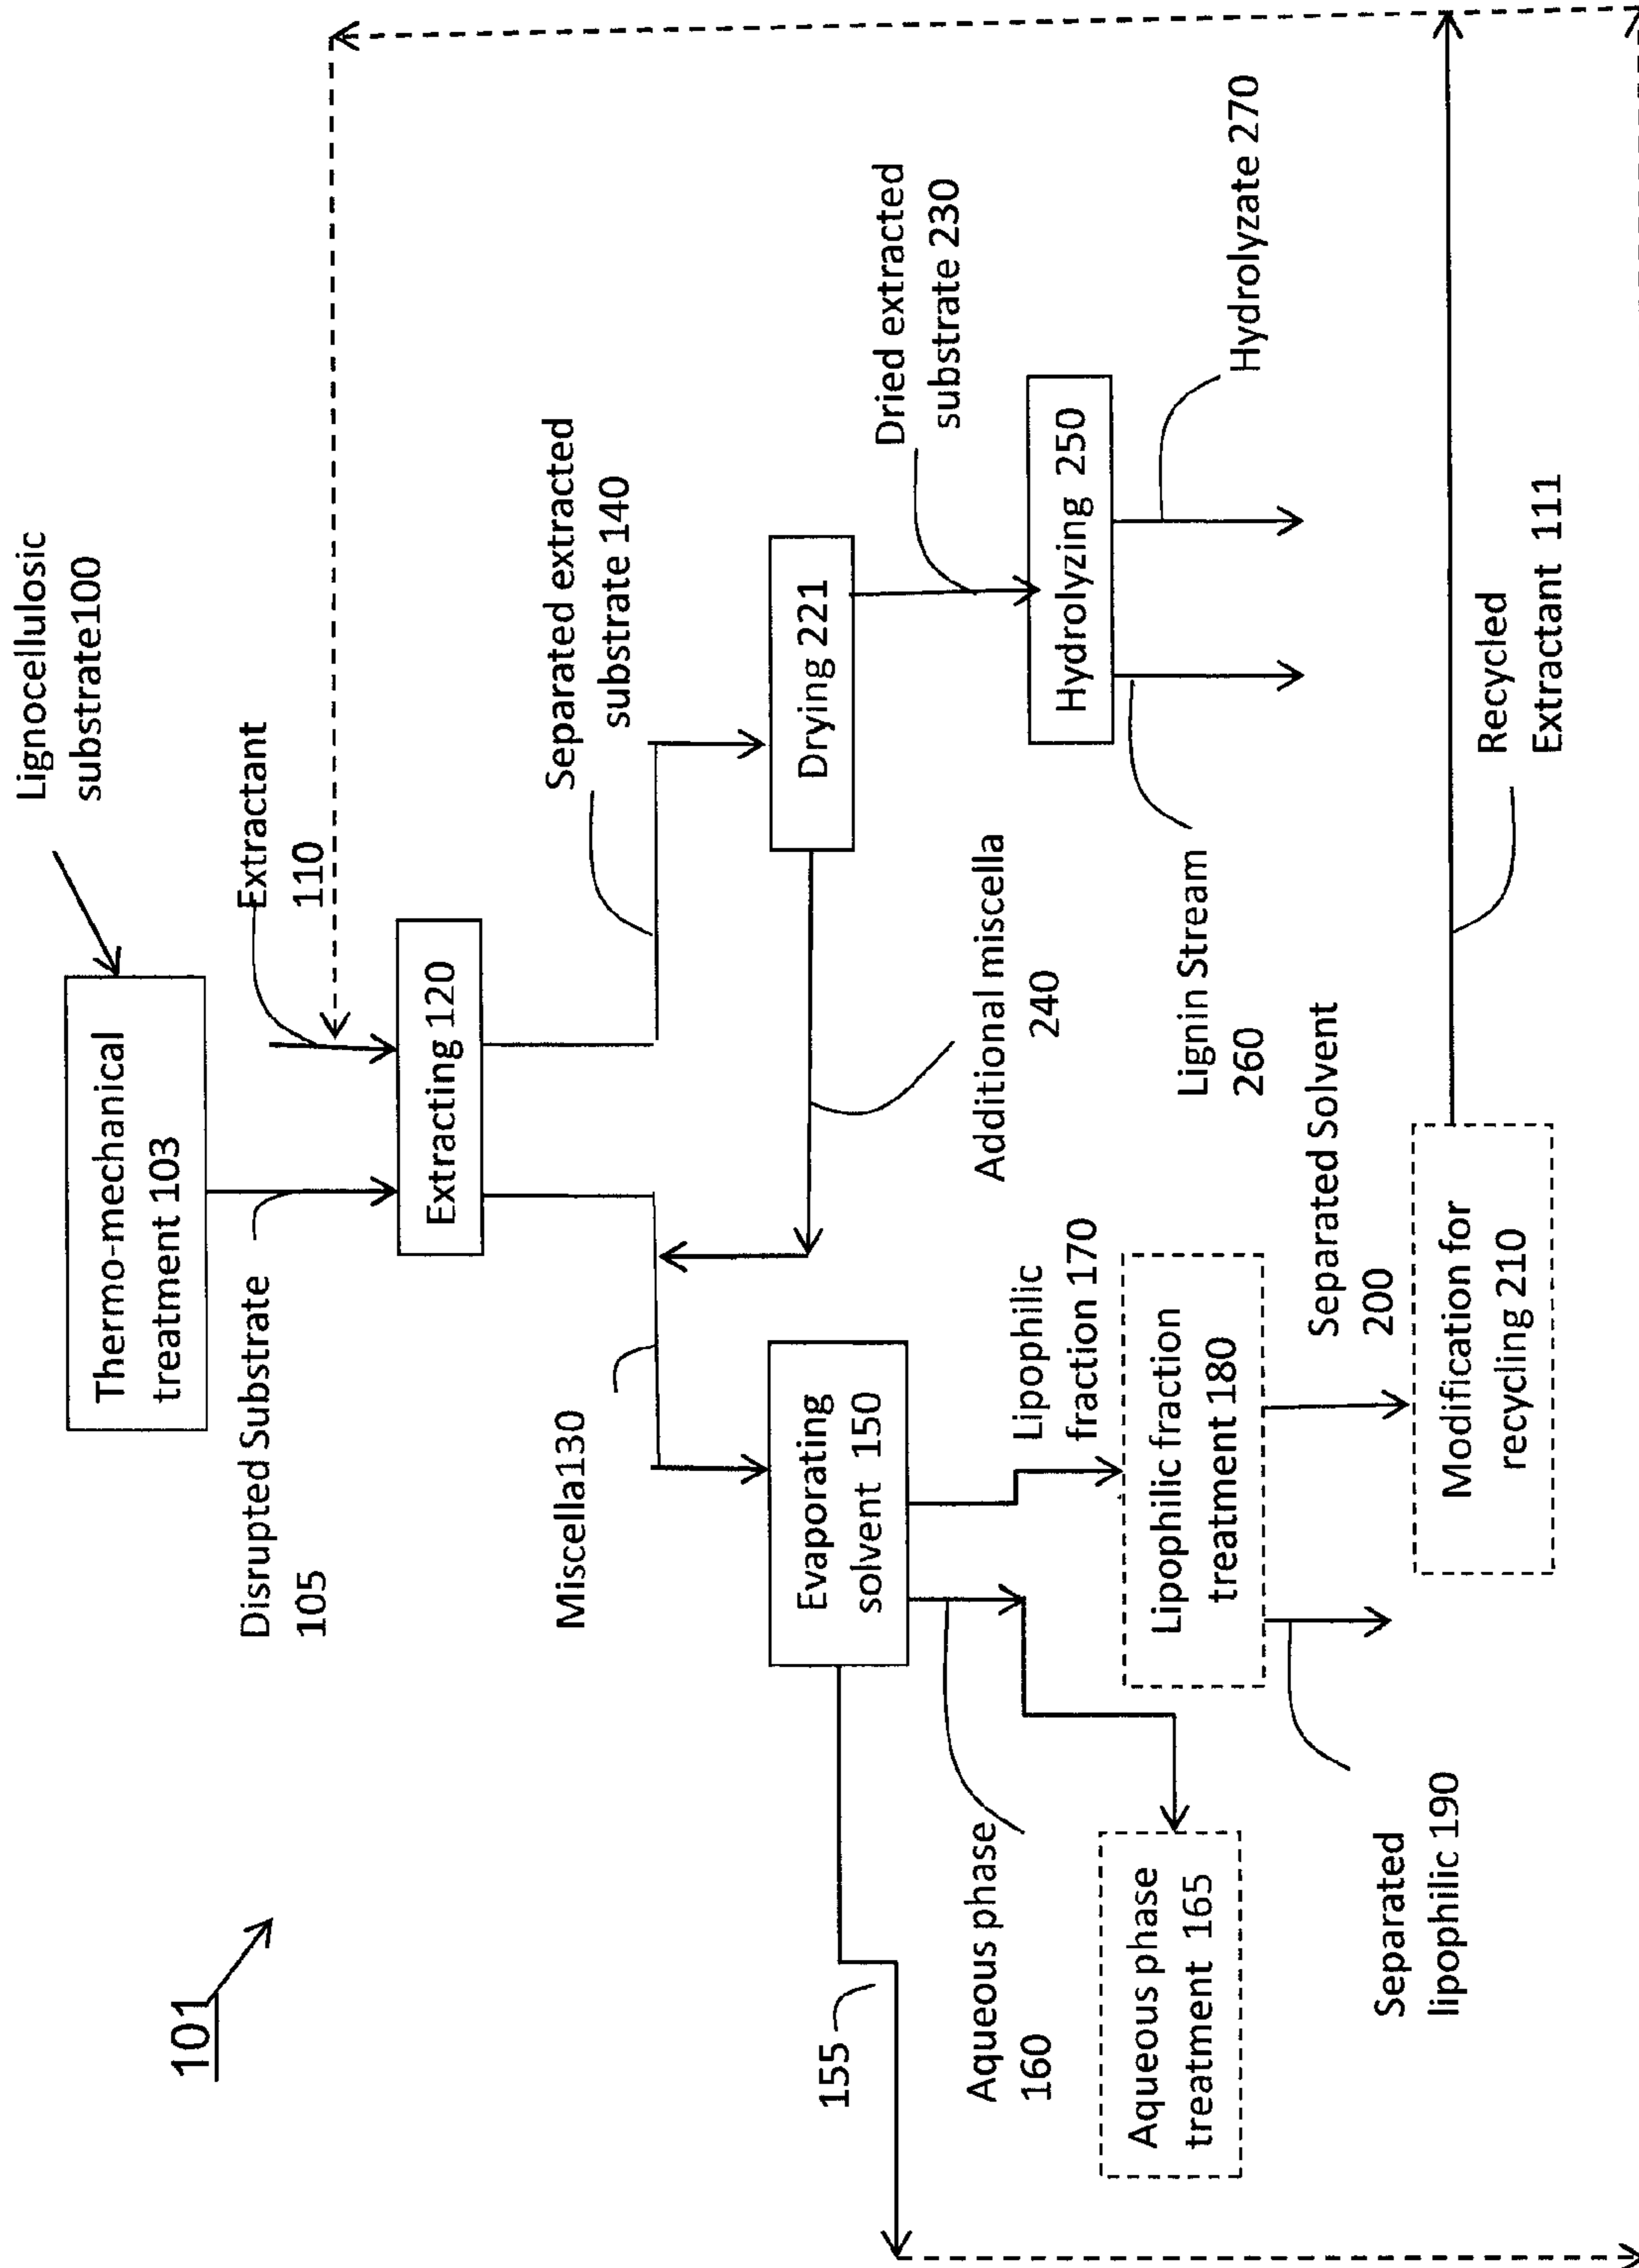 101
Lignocellulosic
substrate100
Thermo-mechanical
treatment 103
Disrupted Substrate
105
Extractant
110
Extracting 120
Miscella130
Separated extracted
substrate 140
Evaporating
solvent 150
Drying 221
155
Aqueous phase
160
Lipophilic
fraction 170
Additional miscella
240
Dried extracted
substrate 230
Aqueous phase
treatment 165
Lipophilic fraction
treatment 180
Hydrolyzing 250
Lignin Stream
260
Hydrolyzate 270
Separated
lipophilic 190
Separated Solvent
200
Modification for
recycling 210
Recycled
Extractant 111